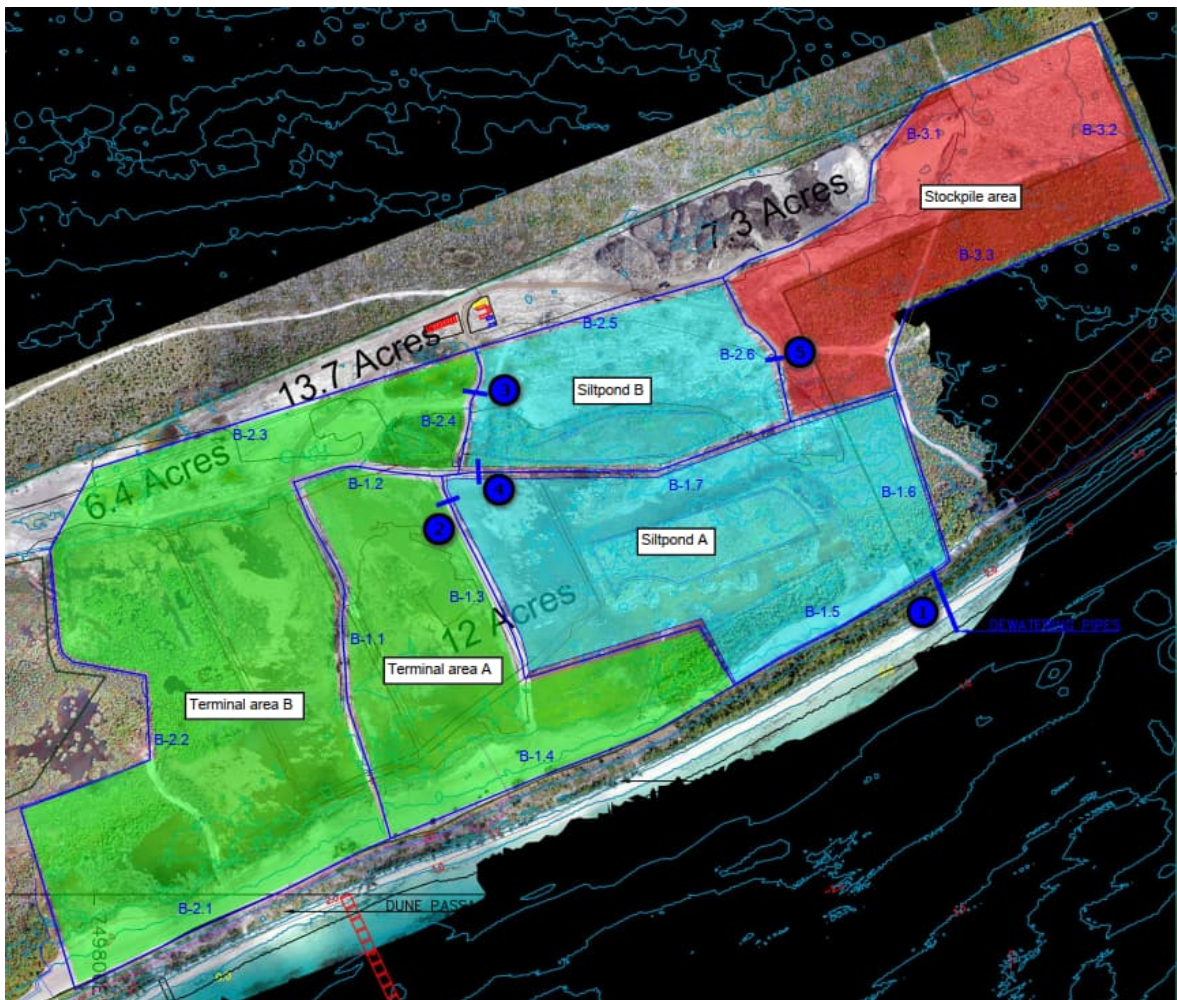 B-3.1
B-3.2
Stockpile area
7.3 Acres
B-3.3
B-2.5
B-2.6
5
13.7 Acres
3
Siltpond B
B-2.4
B-2.3
6.4 Acres
B-1.2
4
B-1.7
B-1.6
2
Siltpond A
B-1.3
12 Acres
B-1.5
1
DEWATERING PIPES
B-1.1
Terminal area A
Terminal area B
B-2.2
B-1.4
B-2.1
DUNE PASSA